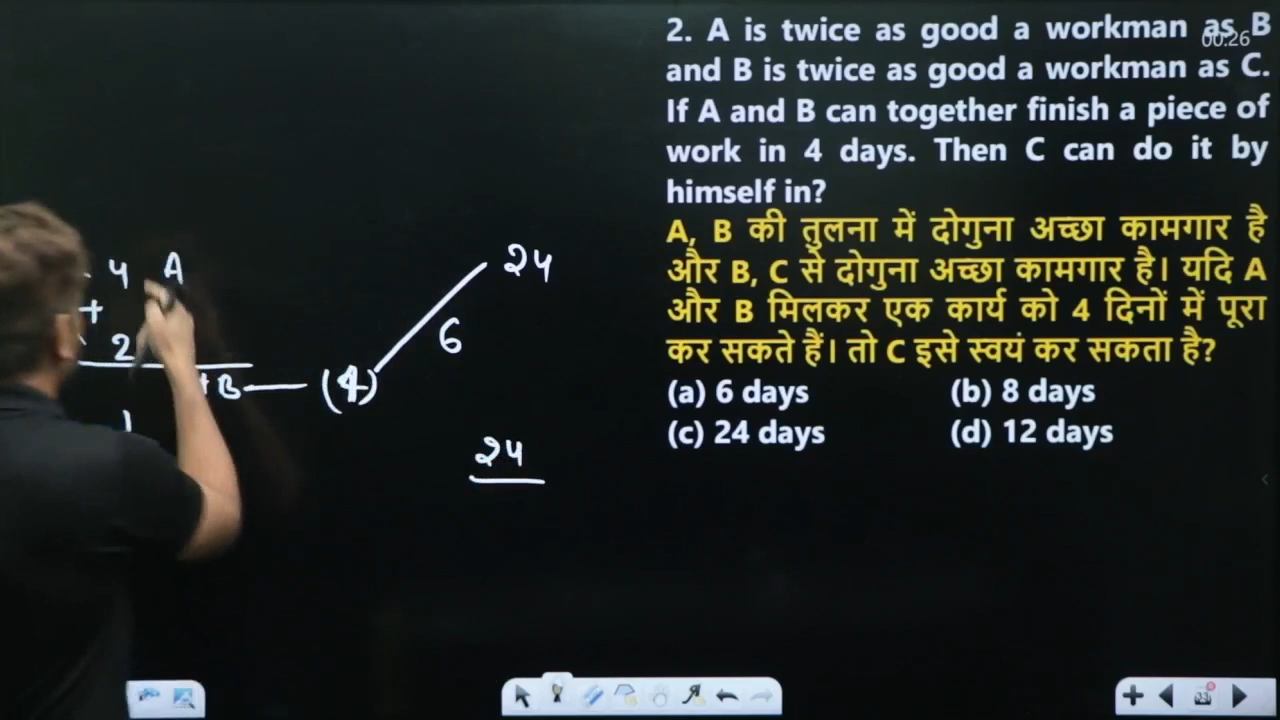 2. A is twice as good a workman as B
00:26
and B is twice as good a workman as C.
If A and B can together finish a piece of
work in 4 days. Then C can do it by
himself in?
A, B की तुलना में दोगुना अच्छा कामगार है
और B, C से दोगुना अच्छा कामगार है। यदि A
और B मिलकर एक कार्य को 4 दिनों में पूरा
कर सकते हैं। तो C इसे स्वयं कर सकता है?
(a) 6 days (b) 8 days
(c) 24 days (d) 12 days
4 A
+
2
+B — (4)
1
6
24
24